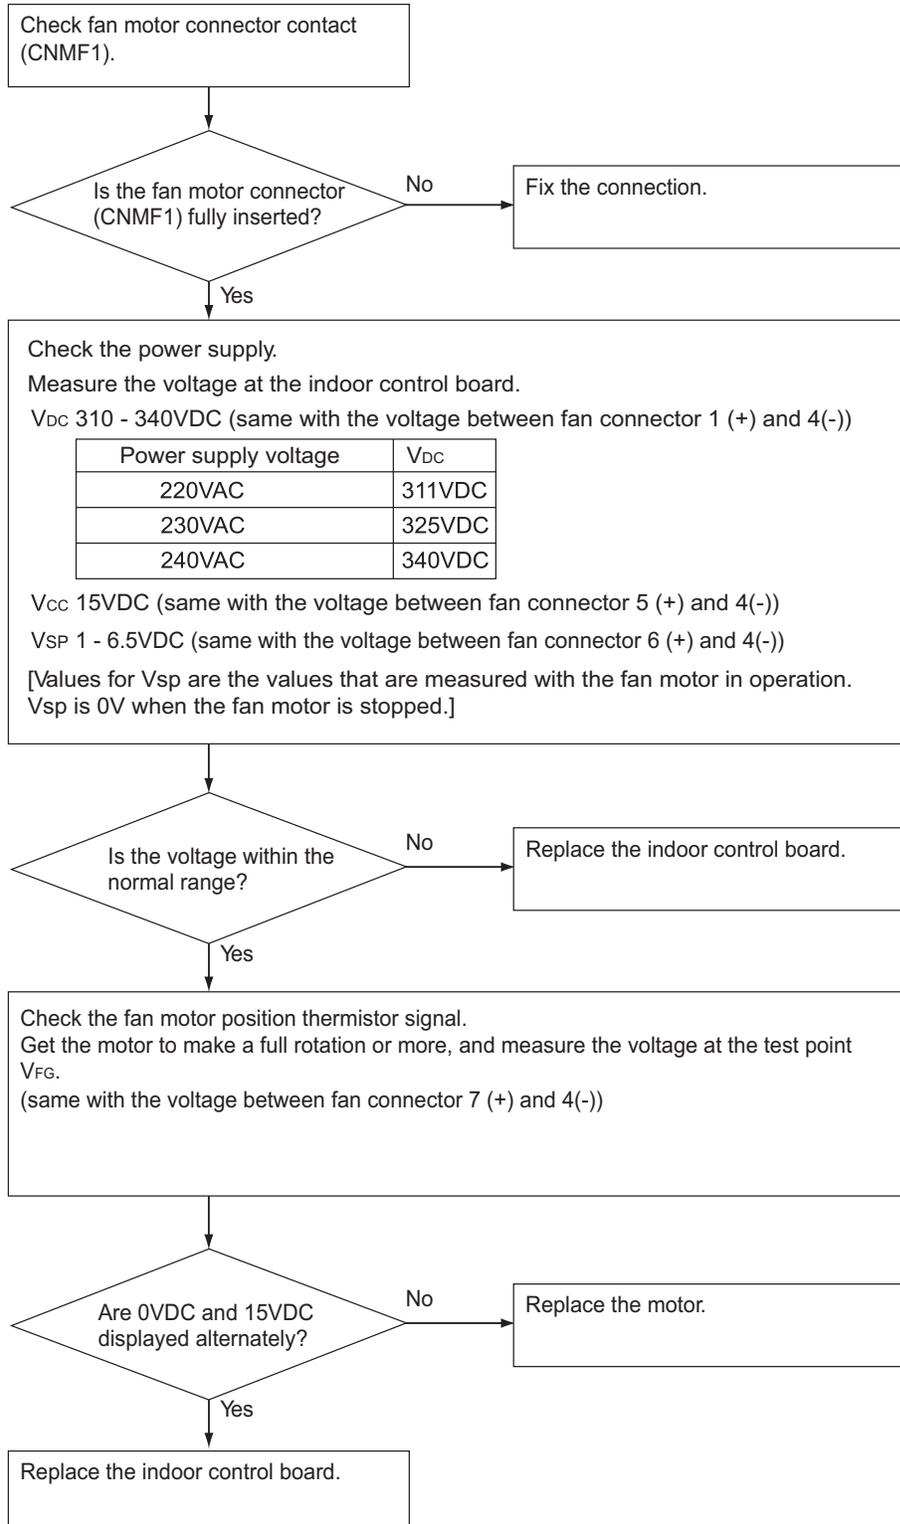 Check fan motor connector contact
(CNMF1).
Is the fan motor connector
(CNMF1) fully inserted?
No
Fix the connection.
Yes
Check the power supply.
Measure the voltage at the indoor control board.
VDC 310 - 340VDC (same with the voltage between fan connector 1 (+) and 4(-))
Power supply voltage VDC
220VAC 311VDC
230VAC 325VDC
240VAC 340VDC
VCC 15VDC (same with the voltage between fan connector 5 (+) and 4(-))
VSP 1 - 6.5VDC (same with the voltage between fan connector 6 (+) and 4(-))
[Values for Vsp are the values that are measured with the fan motor in operation.
Vsp is 0V when the fan motor is stopped.]
Is the voltage within the
normal range?
No
Replace the indoor control board.
Yes
Check the fan motor position thermistor signal.
Get the motor to make a full rotation or more, and measure the voltage at the test point
VFG.
(same with the voltage between fan connector 7 (+) and 4(-))
Are 0VDC and 15VDC
displayed alternately?
No
Replace the motor.
Yes
Replace the indoor control board.